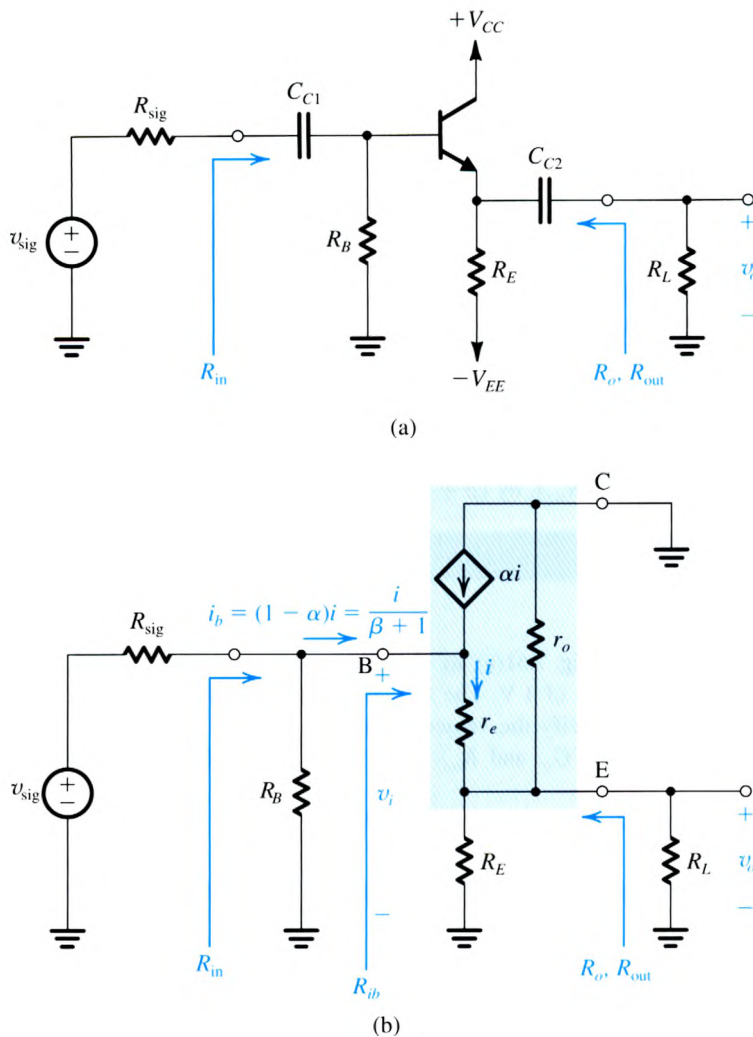 +V_CC
R_sig
C_C1
C_C2
v_sig
+
−
R_B
R_E
R_L
+
−
R_in
−V_EE
R_o, R_out
(a)
C
αi
R_sig
i_b = (1 − α)i = i / (β + 1)
r_o
B
+
i
r_e
v_sig
+
−
R_B
v_i
E
+
R_E
R_L
−
−
R_in
R_ib
R_o, R_out
(b)